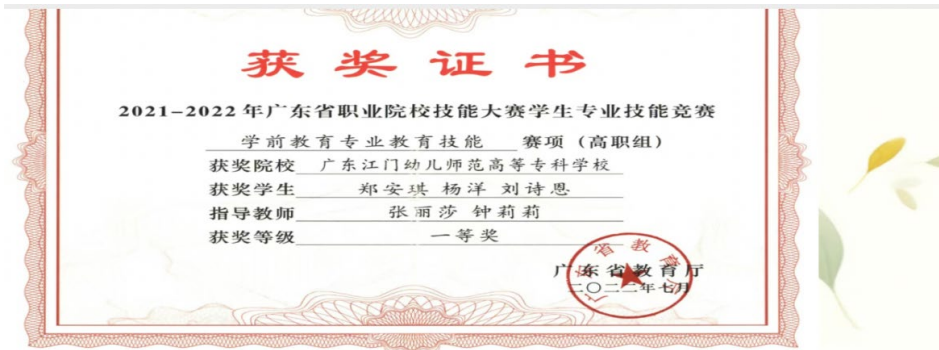 获奖证书
2021-2022年广东省职业院校技能大赛学生专业技能竞赛
学前教育专业教育技能 赛项（高职组）
获奖院校 广东江门幼儿师范高等专科学校
获奖学生 郑安琪 杨洋 刘诗恩
指导教师 张丽莎 钟莉莉
获奖等级 一等奖
广东省教育厅
二〇二二年七月